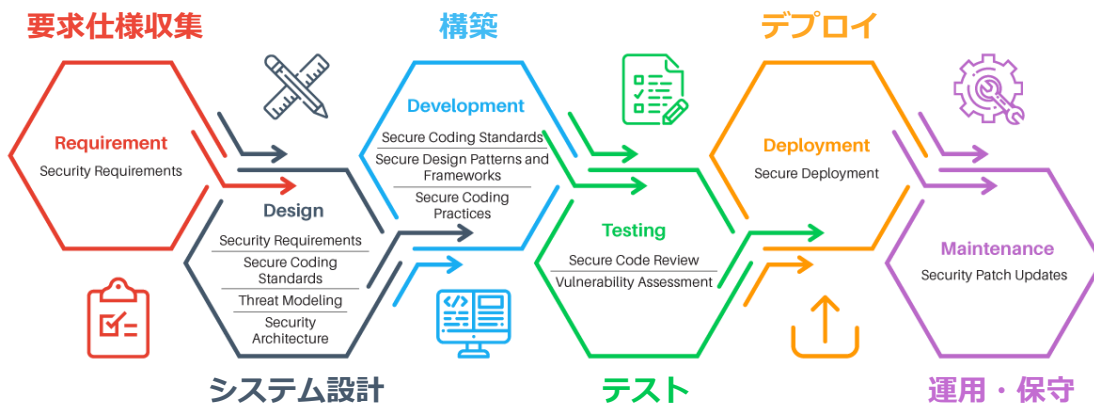 要求仕様収集
Requirement
Security Requirements
Design
Security Requirements
Secure Coding
Standards
Threat Modeling
Security
Architecture
システム設計
構築
Development
Secure Coding Standards
Secure Design Patterns and
Frameworks
Secure Coding
Practices
Testing
Secure Code Review
Vulnerability Assessment
テスト
デプロイ
Deployment
Secure Deployment
Maintenance
Security Patch Updates
運用・保守